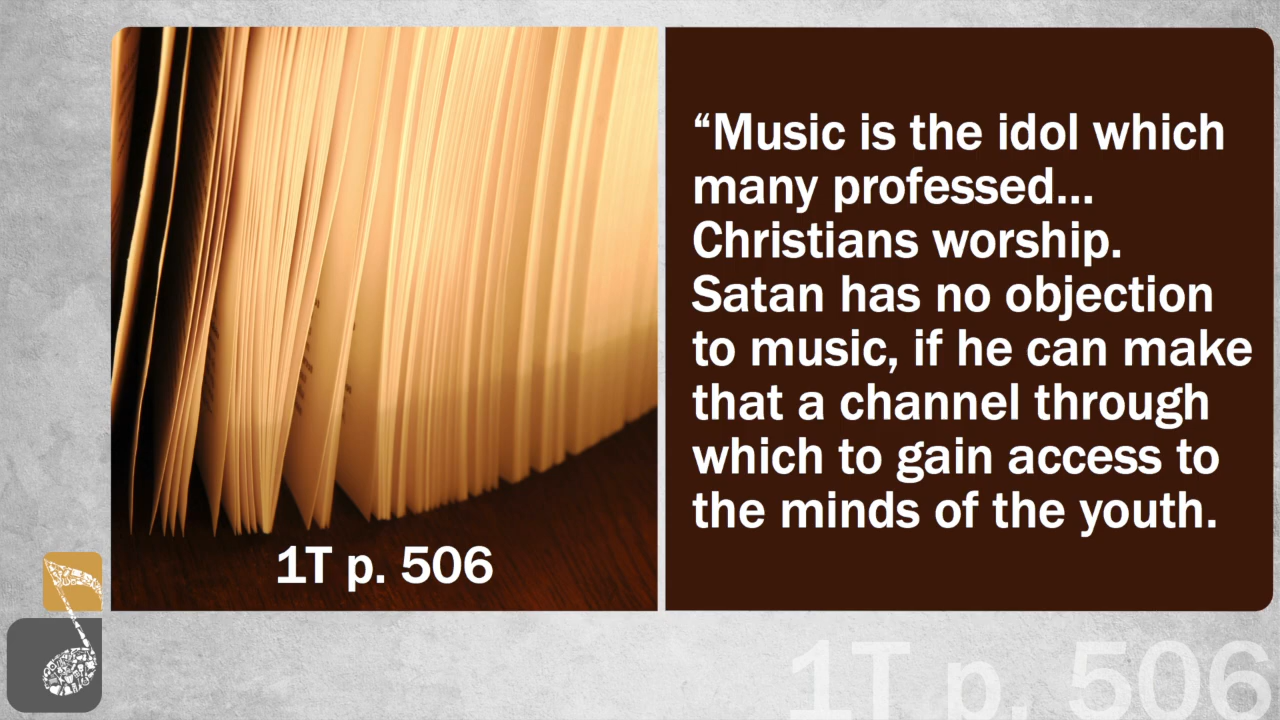 “Music is the idol which
many professed...
Christians worship.
Satan has no objection
to music, if he can make
that a channel through
which to gain access to
the minds of the youth.
1T p. 506
1T p. 506